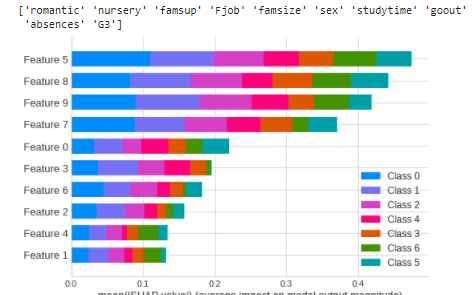 ['romantic' 'nursery' 'famsup' 'Fjob' 'famsize' 'sex' 'studytime' 'goout'
'absences' 'G3']
Feature 5
Feature 8
Feature 9
Feature 7
Feature 0
Feature 3
Feature 6
Feature 2
Feature 4
Feature 1
Class 0
Class 1
Class 2
Class 4
Class 3
Class 6
Class 5
0.0 0.1 0.2 0.3 0.4
mean(|SHAP value|) (average impact on model output magnitude)